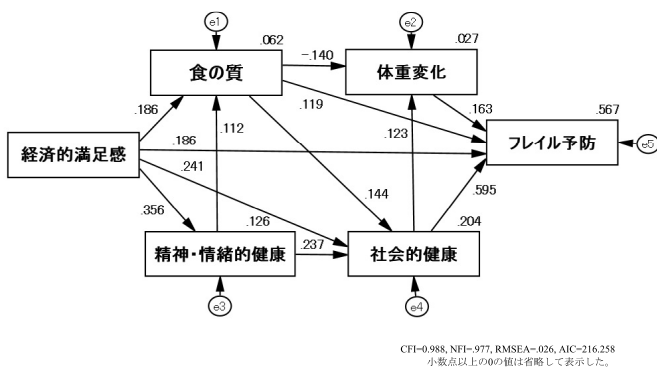 e1
e2
.062
.027
-.140
食の質
体重変化
.186
.119
.163
.567
.112
.123
.186
フレイル予防
e5
経済的満足感
.241
.144
.595
.356
.126
.204
.237
精神・情緒的健康
社会的健康
e3
e4
CFI=0.988, NFI=.977, RMSEA=.026, AIC=216.258
小数点以上の0の値は省略して表示した。